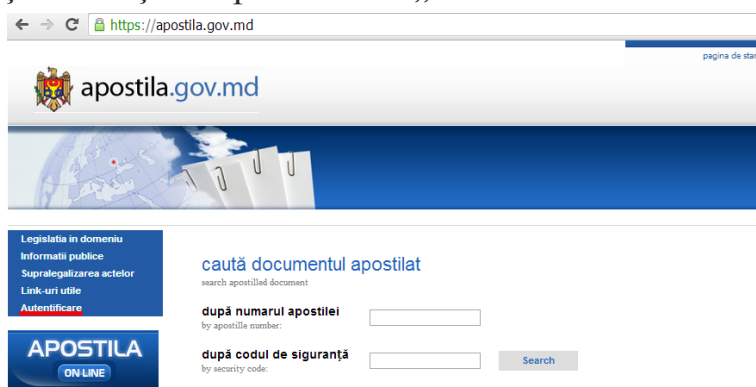 https://apostila.gov.md
pagina de star
apostila.gov.md
Legislatia in domeniu
Informatii publice
Supralegalizarea actelor
Link-uri utile
Autentificare
APOSTILA
ON-LINE
caută documentul apostilat
search apostilled document
după numarul apostilei
by apostille number:
după codul de siguranță
by security code:
Search